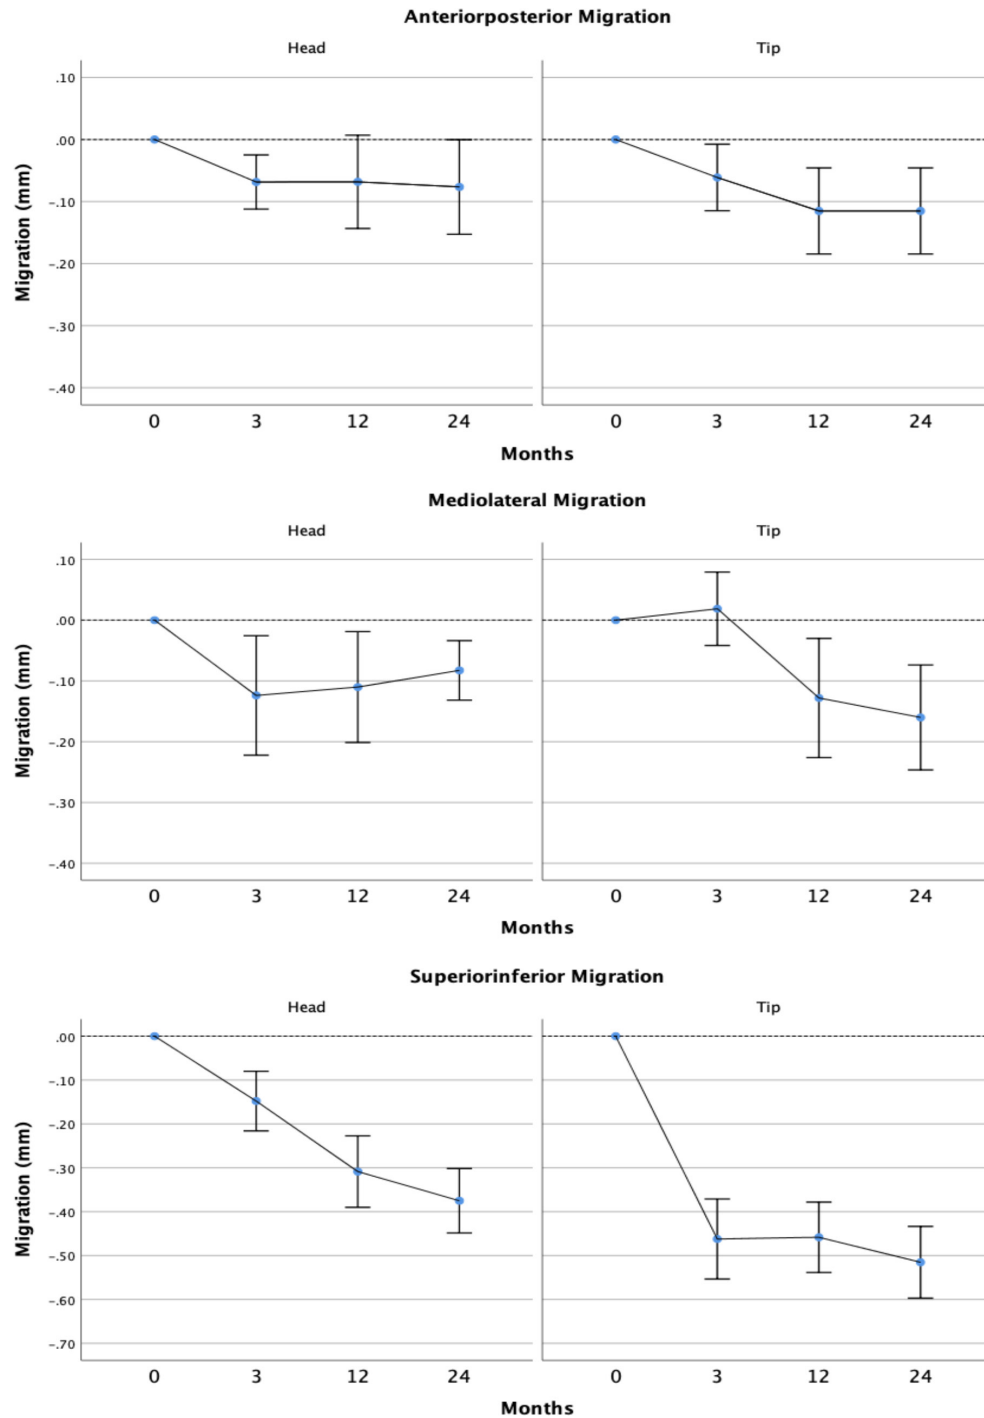 Anteriorposterior Migration
Head Tip
Migration (mm)
.10
.00
-.10
-.20
-.30
-.40
0 3 12 24 0 3 12 24
Months
Mediolateral Migration
Head Tip
Migration (mm)
.10
.00
-.10
-.20
-.30
-.40
0 3 12 24 0 3 12 24
Months
Superiorinferior Migration
Head Tip
Migration (mm)
.00
-.10
-.20
-.30
-.40
-.50
-.60
-.70
0 3 12 24 0 3 12 24
Months